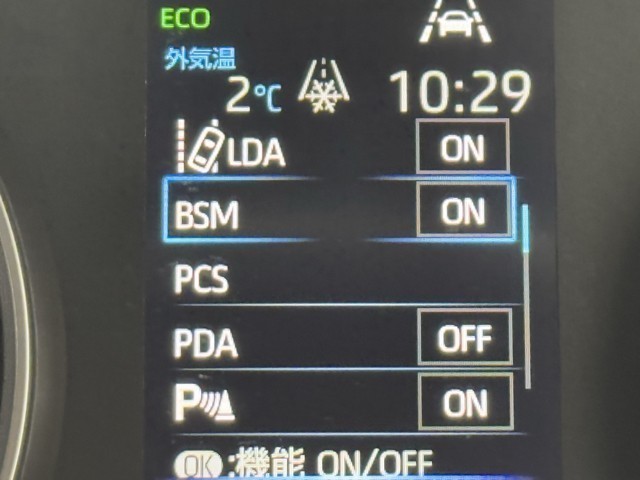 ECO
外気温
2℃ 10:29
LDA ON
BSM ON
PCS
PDA OFF
P ON
OK:機能 ON/OFF